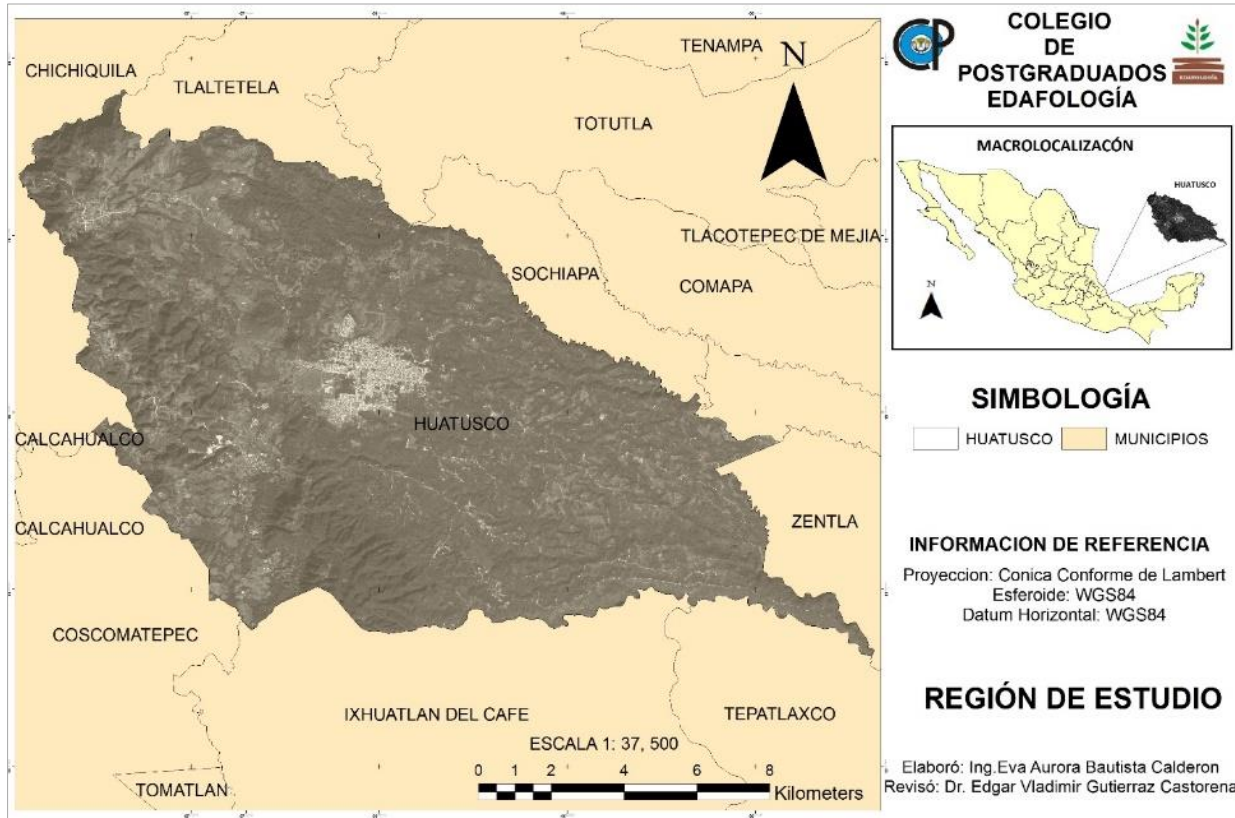 CHICHIQUILA
TLALTETELA
TENAMPA
N
TOTUTLA
TLACOTEPEC DE MEJIA
SOCHIAPA
COMAPA
HUATUSCO
CALCAHUALCO
CALCAHUALCO
ZENTLA
COSCOMATEPEC
IXHUATLAN DEL CAFE
TEPATLAXCO
TOMATLAN
ESCALA 1: 37, 500
0 1 2 4 6 8
Kilometers
CP
COLEGIO
DE
POSTGRADUADOS
EDAFOLOGÍA
EDAFOLOGÍA
MACROLOCALIZACÓN
HUATUSCO
N
SIMBOLOGÍA
HUATUSCO MUNICIPIOS
INFORMACION DE REFERENCIA
Proyeccion: Conica Conforme de Lambert
Esferoide: WGS84
Datum Horizontal: WGS84
REGIÓN DE ESTUDIO
Elaboró: Ing.Eva Aurora Bautista Calderon
Revisó: Dr. Edgar Vladimir Gutierraz Castorena